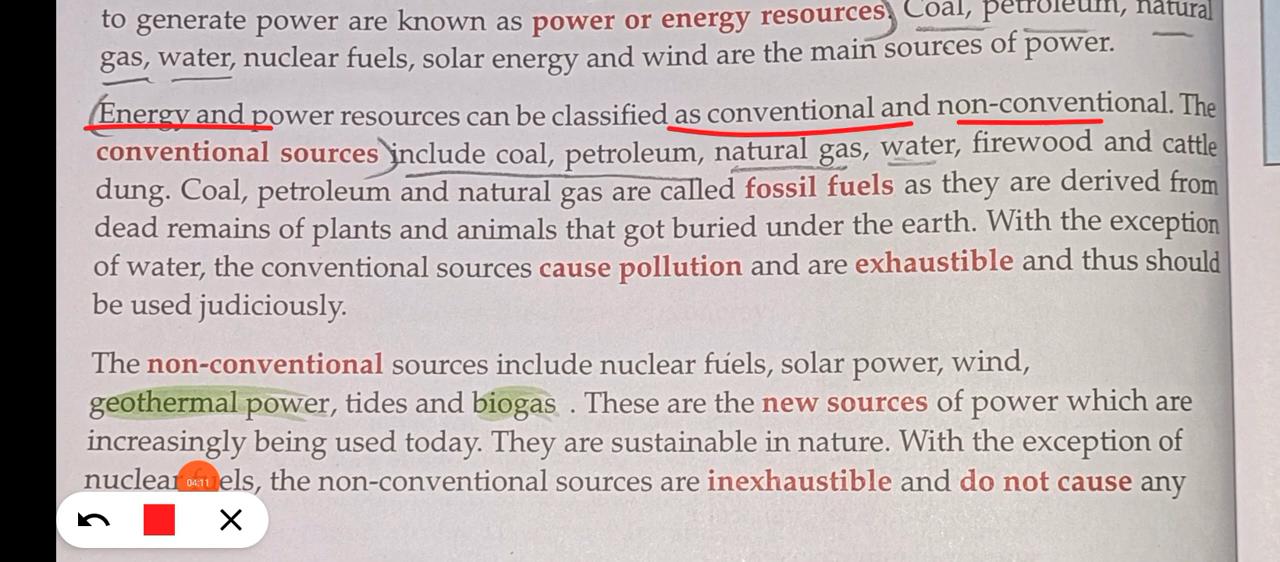 to generate power are known as power or energy resources. Coal, petroleum, natural
gas, water, nuclear fuels, solar energy and wind are the main sources of power.
Energy and power resources can be classified as conventional and non-conventional. The
conventional sources include coal, petroleum, natural gas, water, firewood and cattle
dung. Coal, petroleum and natural gas are called fossil fuels as they are derived from
dead remains of plants and animals that got buried under the earth. With the exception
of water, the conventional sources cause pollution and are exhaustible and thus should
be used judiciously.
The non-conventional sources include nuclear fuels, solar power, wind,
geothermal power, tides and biogas . These are the new sources of power which are
increasingly being used today. They are sustainable in nature. With the exception of
nuclear fuels, the non-conventional sources are inexhaustible and do not cause any
04:11